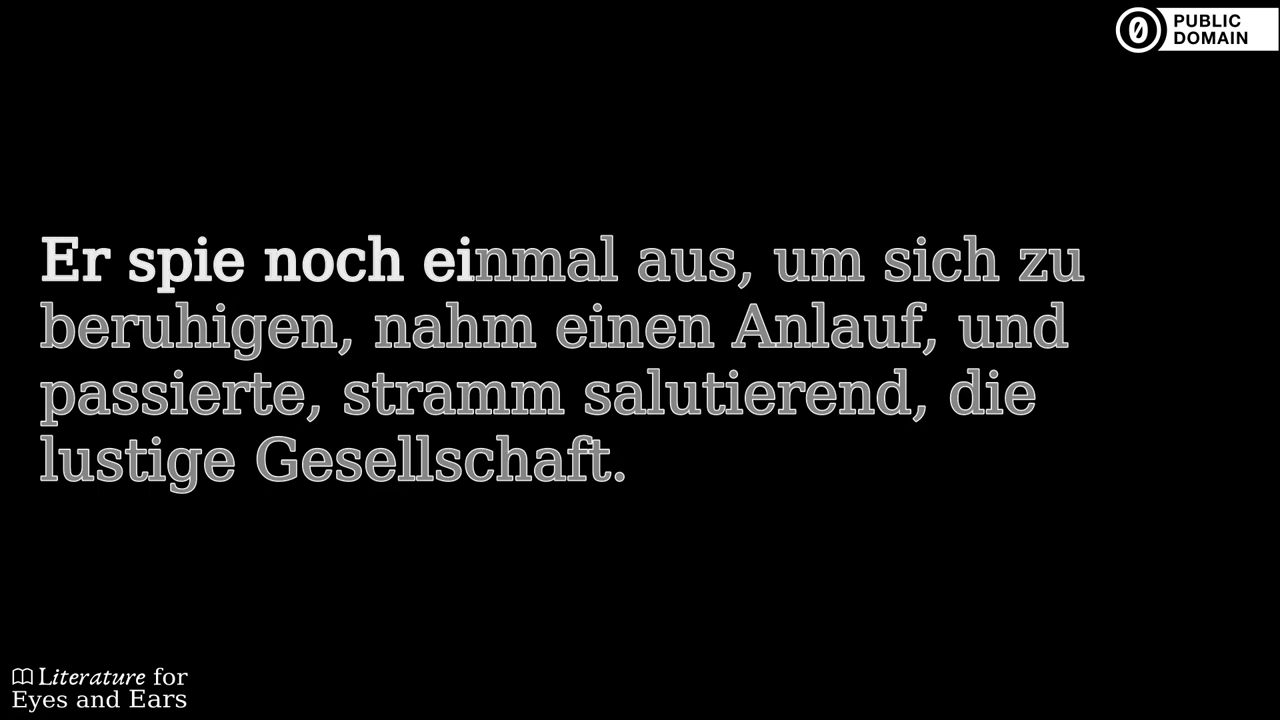 PUBLIC
DOMAIN
Er spie noch einmal aus, um sich zu
beruhigen, nahm einen Anlauf, und
passierte, stramm salutierend, die
lustige Gesellschaft.
Literature for
Eyes and Ears